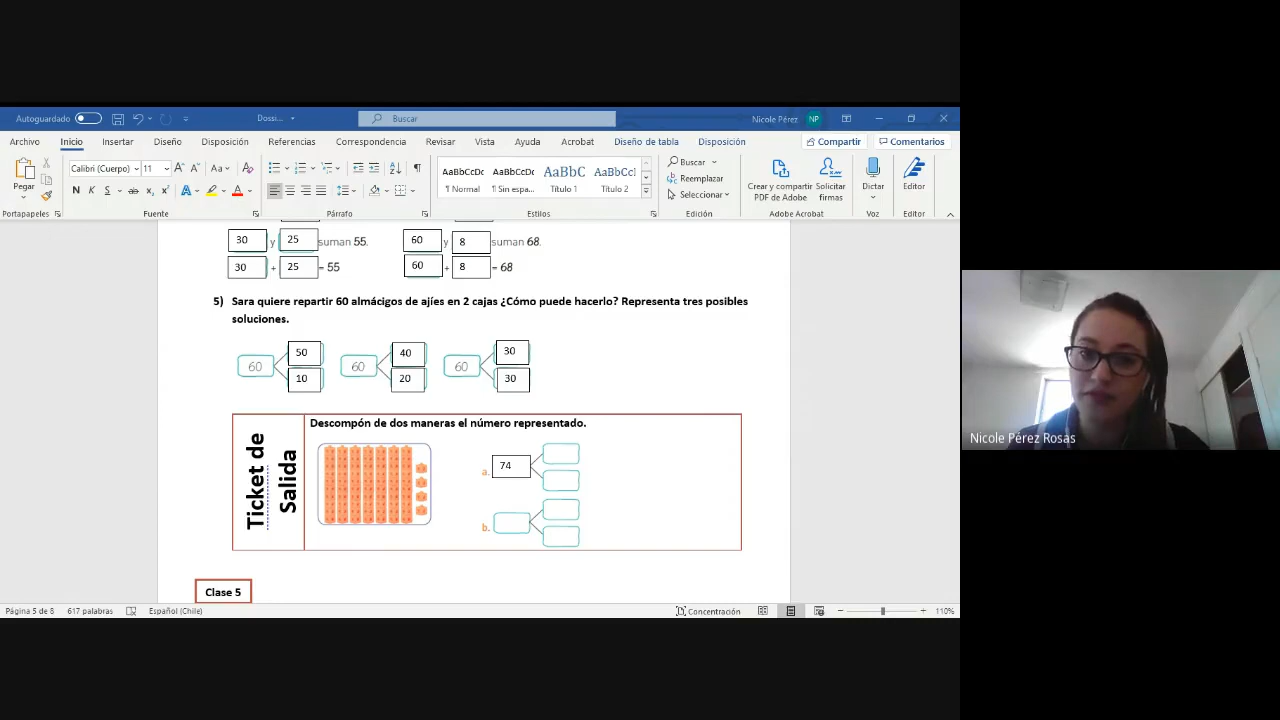 Autoguardado
Dossi...
Buscar
Nicole Pérez
NP
Archivo Inicio Insertar Diseño Disposición Referencias Correspondencia Revisar Vista Ayuda Acrobat Diseño de tabla Disposición Compartir Comentarios
Pegar
Calibri (Cuerpo) 11
AaBbCcDc AaBbCcDc AaBbC AaBbCcl
¶ Normal ¶ Sin espa... Título 1 Título 2
Buscar
Reemplazar
Seleccionar
Crear y compartir PDF de Adobe
Solicitar firmas
Dictar
Editor
Portapapeles Fuente Párrafo Estilos Edición Adobe Acrobat Voz Editor
30 y 25 suman 55. 60 y 8 suman 68.
30 + 25 = 55 60 + 8 = 68
5) Sara quiere repartir 60 almácigos de ajíes en 2 cajas ¿Cómo puede hacerlo? Representa tres posibles
soluciones.
60 50 10
60 40 20
60 30 30
Ticket de
Salida
Descompón de dos maneras el número representado.
a. 74
b.
Clase 5
Página 5 de 8 617 palabras Español (Chile) Concentración 110%
Nicole Pérez Rosas